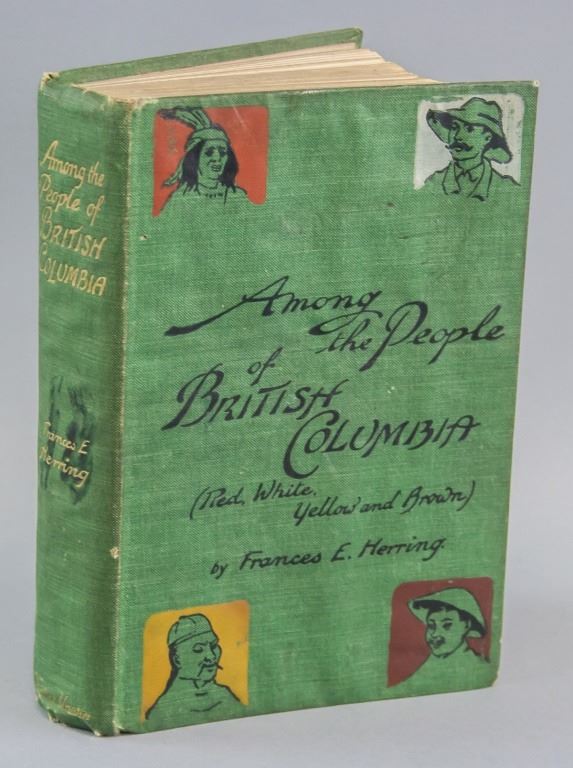 Among the
People of
BRITISH
COLUMBIA
Frances E
Herring
Among
the People
of
BRITISH
COLUMBIA
(Red, White,
Yellow and Brown)
by Frances E. Herring.